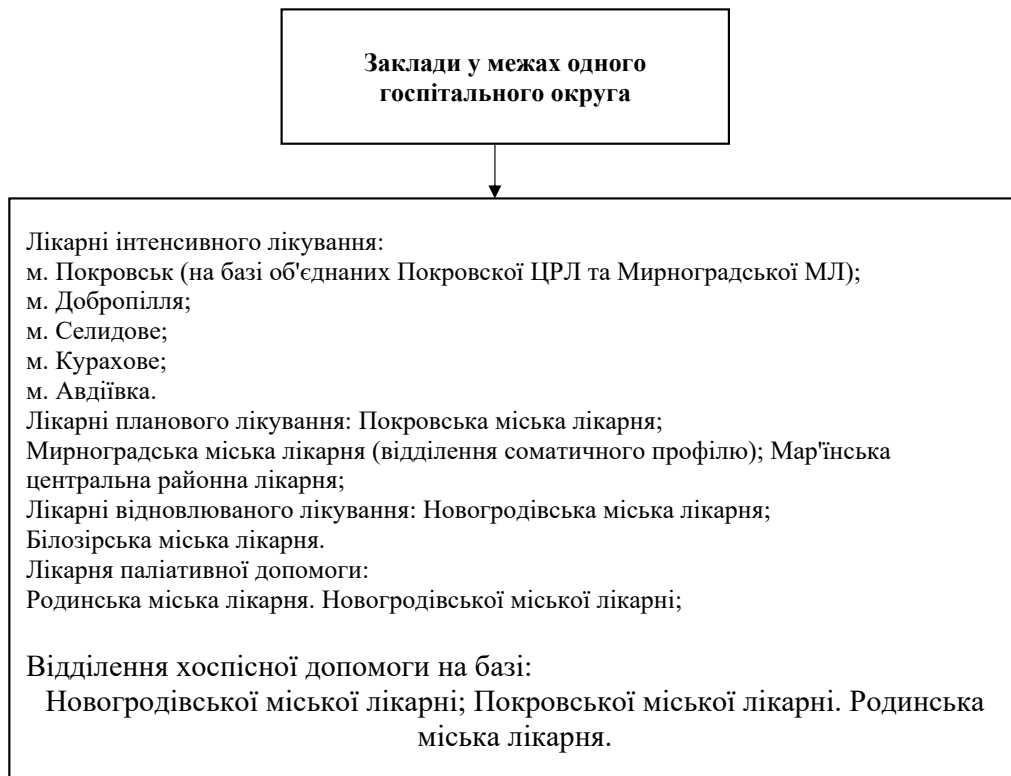 Заклади у межах одного
госпітального округа
Лікарні інтенсивного лікування:
м. Покровськ (на базі об'єднаних Покровскої ЦРЛ та Мирноградської МЛ);
м. Добропілля;
м. Селидове;
м. Курахове;
м. Авдіївка.
Лікарні планового лікування: Покровська міська лікарня;
Мирноградська міська лікарня (відділення соматичного профілю); Мар'їнська
центральна районна лікарня;
Лікарні відновлюваного лікування: Новогродівська міська лікарня;
Білозірська міська лікарня.
Лікарня паліативної допомоги:
Родинська міська лікарня. Новогродівської міської лікарні;
Відділення хоспісної допомоги на базі:
Новогродівської міської лікарні; Покровської міської лікарні. Родинська
міська лікарня.